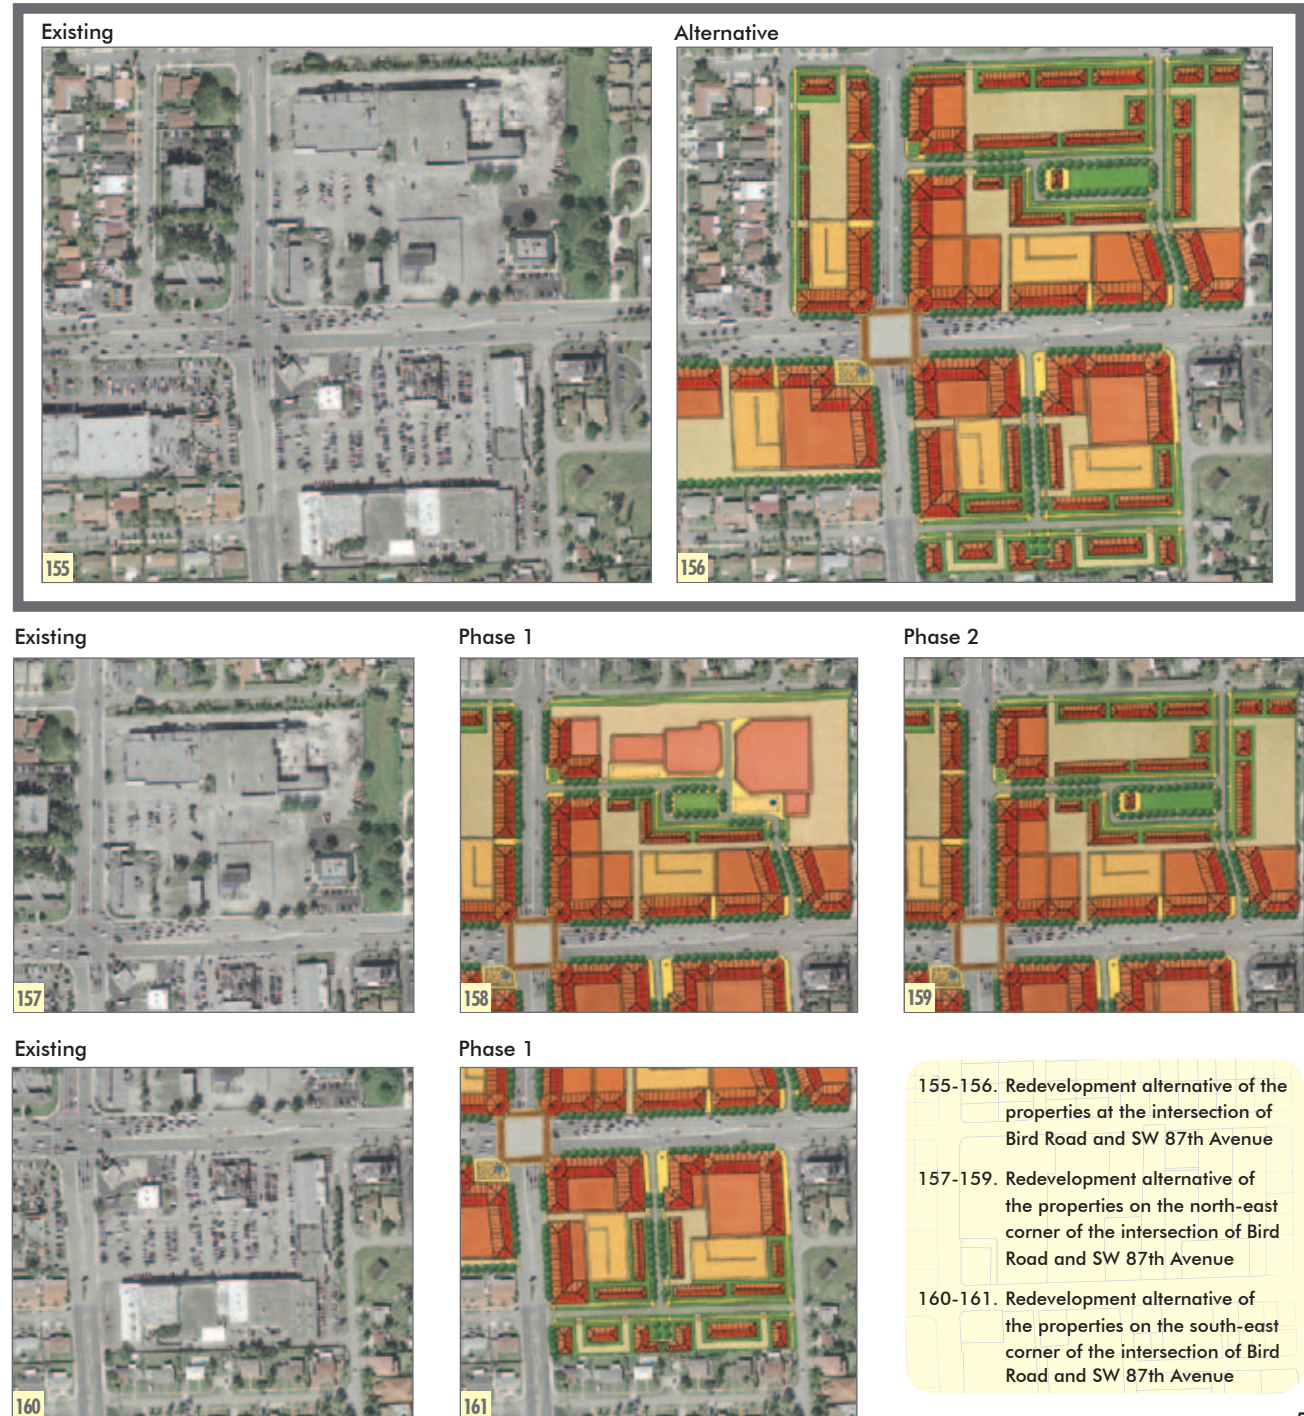 Existing
Alternative
155
156
Existing
Phase 1
Phase 2
157
158
159
Existing
Phase 1
160
161
155-156. Redevelopment alternative of the
properties at the intersection of
Bird Road and SW 87th Avenue
157-159. Redevelopment alternative of
the properties on the north-east
corner of the intersection of Bird
Road and SW 87th Avenue
160-161. Redevelopment alternative of
the properties on the south-east
corner of the intersection of Bird
Road and SW 87th Avenue